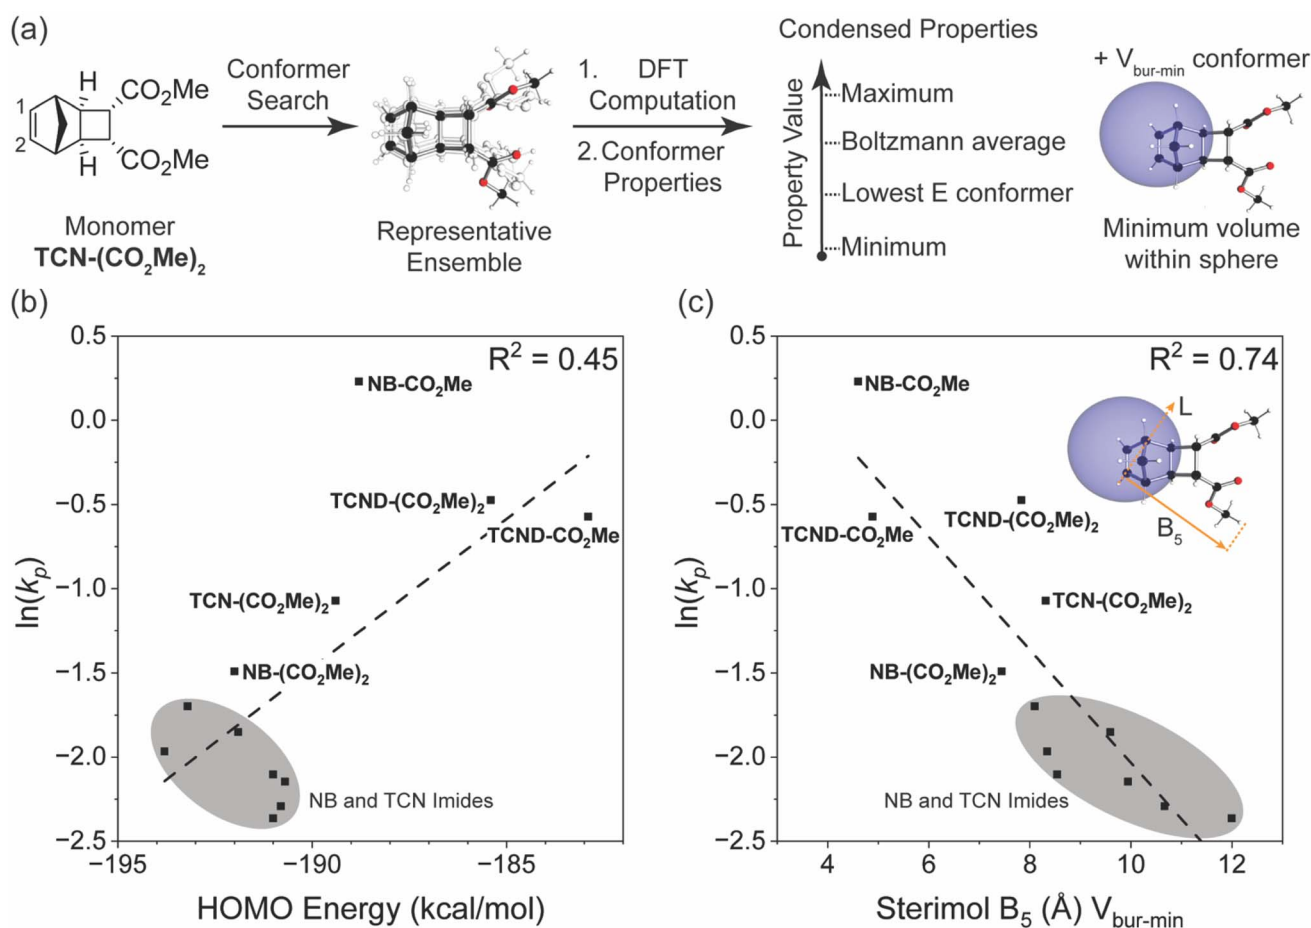 (a)
H
H
1
2
CO₂Me
CO₂Me
Monomer
TCN-(CO₂Me)₂
Conformer
Search
Representative
Ensemble
1. DFT
Computation
2. Conformer
Properties
Condensed Properties
Property Value
Maximum
Boltzmann average
Lowest E conformer
Minimum
+ V_bur-min conformer
Minimum volume
within sphere
(b)
R² = 0.45
ln(kₚ)
0.5
0.0
−0.5
−1.0
−1.5
−2.0
−2.5
NB-CO₂Me
TCND-(CO₂Me)₂
TCND-CO₂Me
TCN-(CO₂Me)₂
NB-(CO₂Me)₂
NB and TCN Imides
−195
−190
−185
HOMO Energy (kcal/mol)
(c)
R² = 0.74
ln(kₚ)
0.5
0.0
−0.5
−1.0
−1.5
−2.0
−2.5
NB-CO₂Me
L
B₅
TCND-(CO₂Me)₂
TCND-CO₂Me
TCN-(CO₂Me)₂
NB-(CO₂Me)₂
NB and TCN Imides
4
6
8
10
12
Sterimol B₅ (Å) V_bur-min